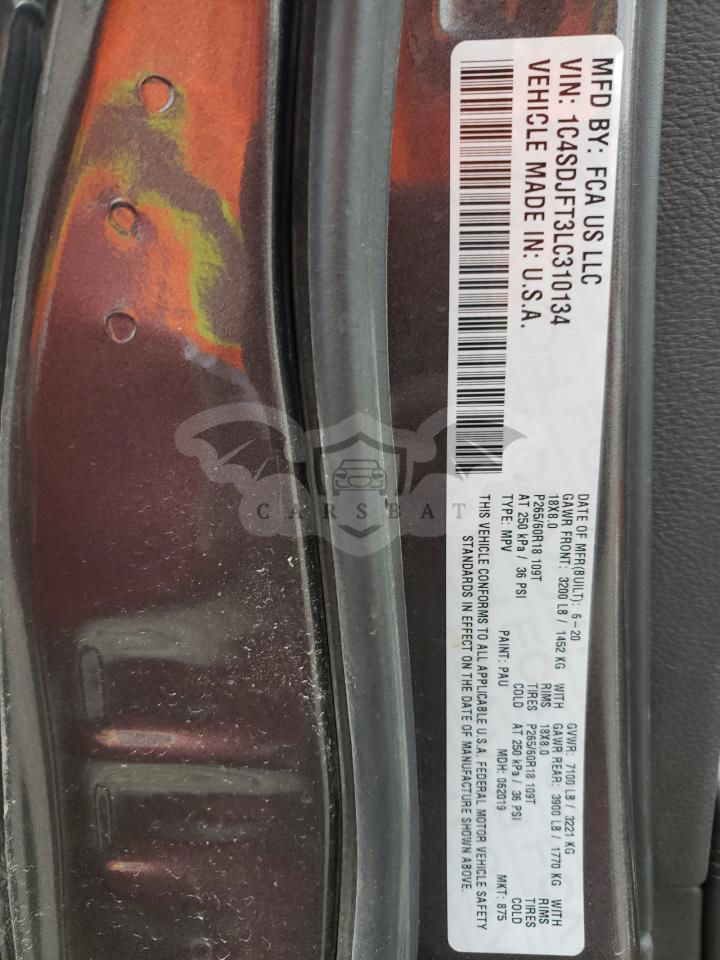 MFD BY: FCA US LLC
VIN: 1C4SDJFT3LC310134
VEHICLE MADE IN: U.S.A.
DATE OF MFR(BUILT): 6-20 GVWR: 7100 LB / 3221 KG
GAWR FRONT: 3200 LB / 1452 KG WITH GAWR REAR: 3900 LB / 1770 KG WITH
18X8.0 RIMS 18X8.0 RIMS
P265/60R18 109T TIRES P265/60R18 109T TIRES
AT 250 kPa / 36 PSI COLD AT 250 kPa / 36 PSI COLD
TYPE: MPV PAINT: PAU MDH: 062019 MKT: 875
THIS VEHICLE CONFORMS TO ALL APPLICABLE U.S.A. FEDERAL MOTOR VEHICLE SAFETY
STANDARDS IN EFFECT ON THE DATE OF MANUFACTURE SHOWN ABOVE.
CARSBAT